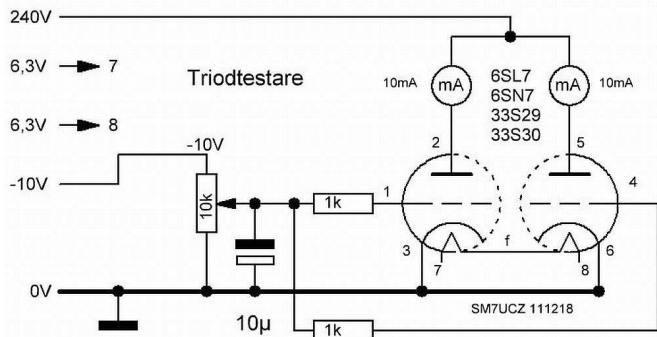 240V
6,3V 7
Triodtestare
10mA mA mA 10mA
6SL7
6SN7
33S29
33S30
6,3V 8
2 5
-10V
-10V
10k
1k
1 4
3 6
7 f 8
0V
10µ
1k
SM7UCZ 111218